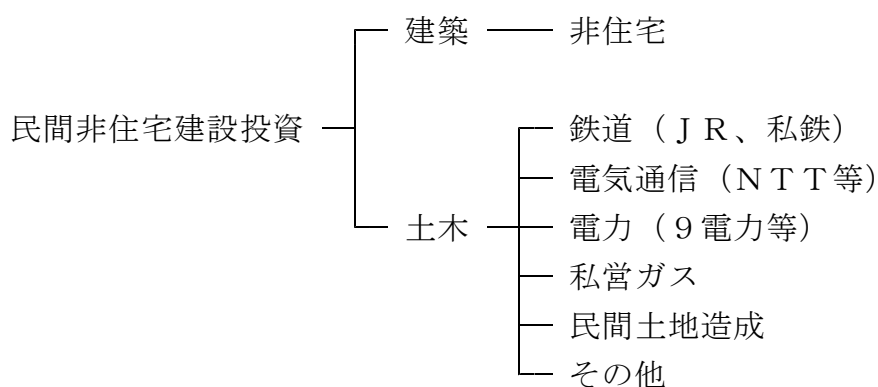 建築
非住宅
民間非住宅建設投資
鉄道（ＪＲ、私鉄）
電気通信（ＮＴＴ等）
土木
電力（９電力等）
私営ガス
民間土地造成
その他